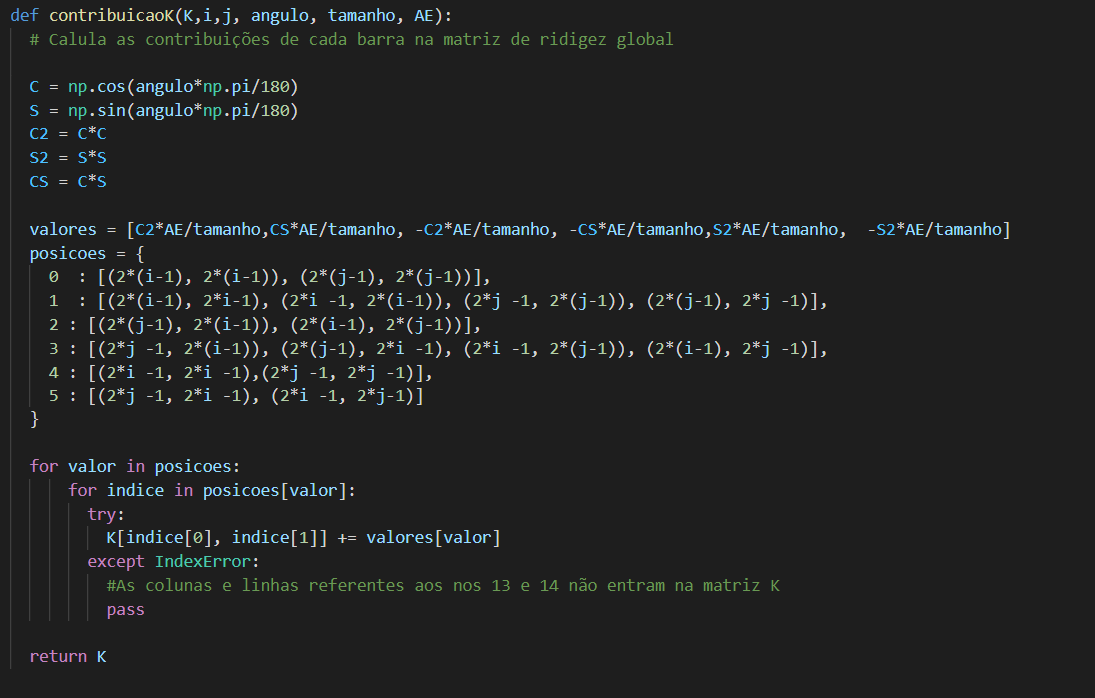 def contribuicaoK(K,i,j, angulo, tamanho, AE):
# Calula as contribuições de cada barra na matriz de ridigez global
C = np.cos(angulo*np.pi/180)
S = np.sin(angulo*np.pi/180)
C2 = C*C
S2 = S*S
CS = C*S
valores = [C2*AE/tamanho,CS*AE/tamanho, -C2*AE/tamanho, -CS*AE/tamanho,S2*AE/tamanho,  -S2*AE/tamanho]
posicoes = {
0  : [(2*(i-1), 2*(i-1)), (2*(j-1), 2*(j-1))],
1  : [(2*(i-1), 2*i-1), (2*i -1, 2*(i-1)), (2*j -1, 2*(j-1)), (2*(j-1), 2*j -1)],
2 : [(2*(j-1), 2*(i-1)), (2*(i-1), 2*(j-1))],
3 : [(2*j -1, 2*(i-1)), (2*(j-1), 2*i -1), (2*i -1, 2*(j-1)), (2*(i-1), 2*j -1)],
4 : [(2*i -1, 2*i -1),(2*j -1, 2*j -1)],
5 : [(2*j -1, 2*i -1), (2*i -1, 2*j-1)]
}
for valor in posicoes:
for indice in posicoes[valor]:
try:
K[indice[0], indice[1]] += valores[valor]
except IndexError:
#As colunas e linhas referentes aos nos 13 e 14 não entram na matriz K
pass
return K